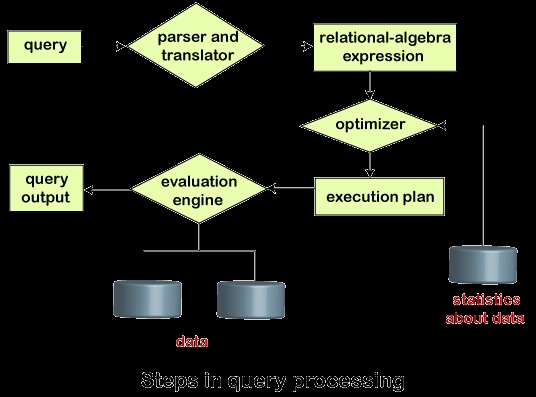 query
parser and
translator
relational-algebra
expression
optimizer
query
output
evaluation
engine
execution plan
statistics
about data
data
Steps in query processing